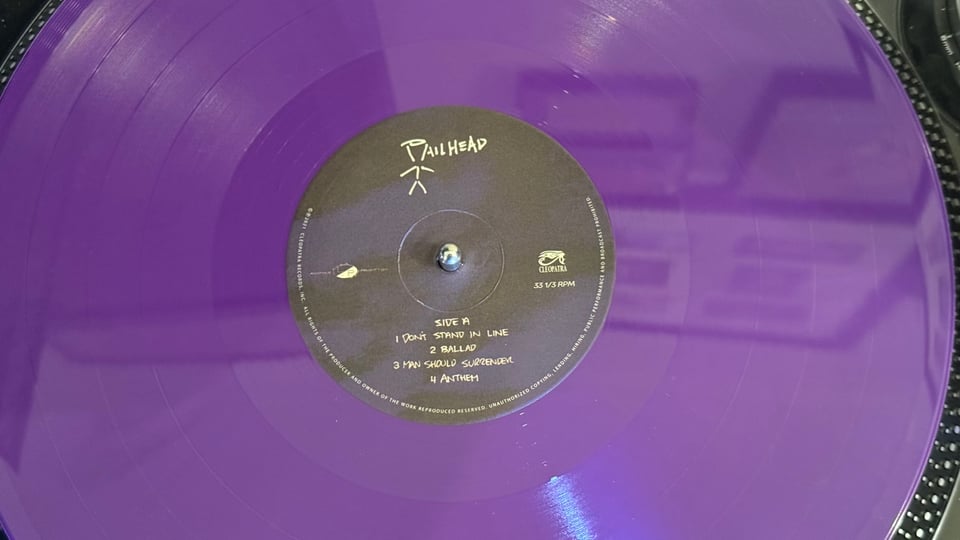 PAILHEAD
CLEOPATRA
33 1/3 RPM
SIDE A
1 DON'T STAND IN LINE
2 BALLAD
3 MAN SHOULD SURRENDER
4 ANTHEM
©℗2021 CLEOPATRA RECORDS, INC. ALL RIGHTS OF THE PRODUCER AND OWNER OF THE WORK REPRODUCED RESERVED. UNAUTHORIZED COPYING, LENDING, HIRING, PUBLIC PERFORMANCE AND BROADCAST PROHIBITED.